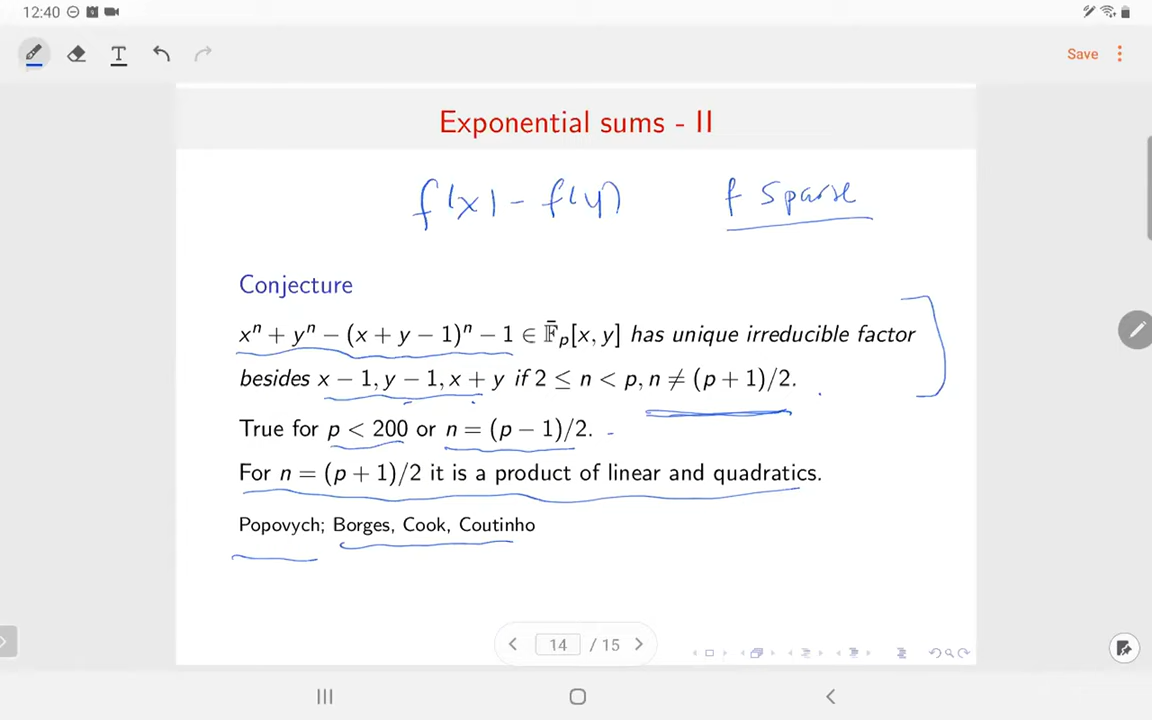 12:40
T
Save
Exponential sums - II
f(x) - f(y) f sparse
Conjecture
xⁿ + yⁿ − (x + y − 1)ⁿ − 1 ∈ F̄ₚ[x, y] has unique irreducible factor
besides x − 1, y − 1, x + y if 2 ≤ n < p, n ≠ (p + 1)/2.
True for p < 200 or n = (p − 1)/2.
For n = (p + 1)/2 it is a product of linear and quadratics.
Popovych; Borges, Cook, Coutinho
14 / 15